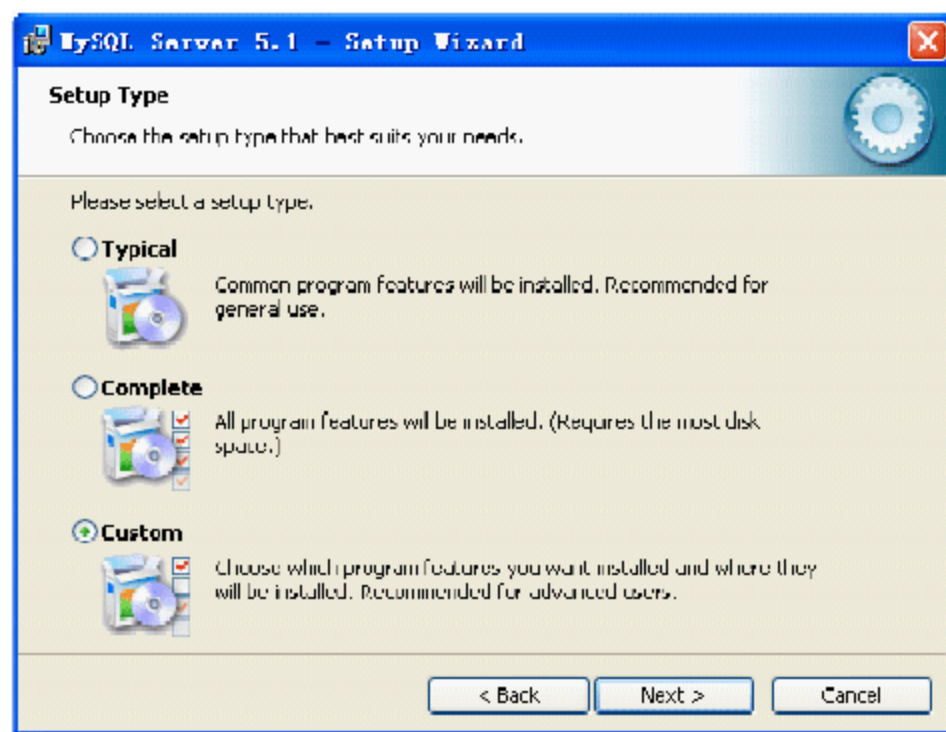 MySQL Server 5.1 - Setup Wizard
Setup Type
Choose the setup type that best suits your needs.
Please select a setup type.
Typical
Common program features will be installed. Recommended for
general use.
Complete
All program features will be installed. (Requires the most disk
space.)
Custom
Choose which program features you want installed and where they
will be installed. Recommended for advanced users.
< Back
Next >
Cancel